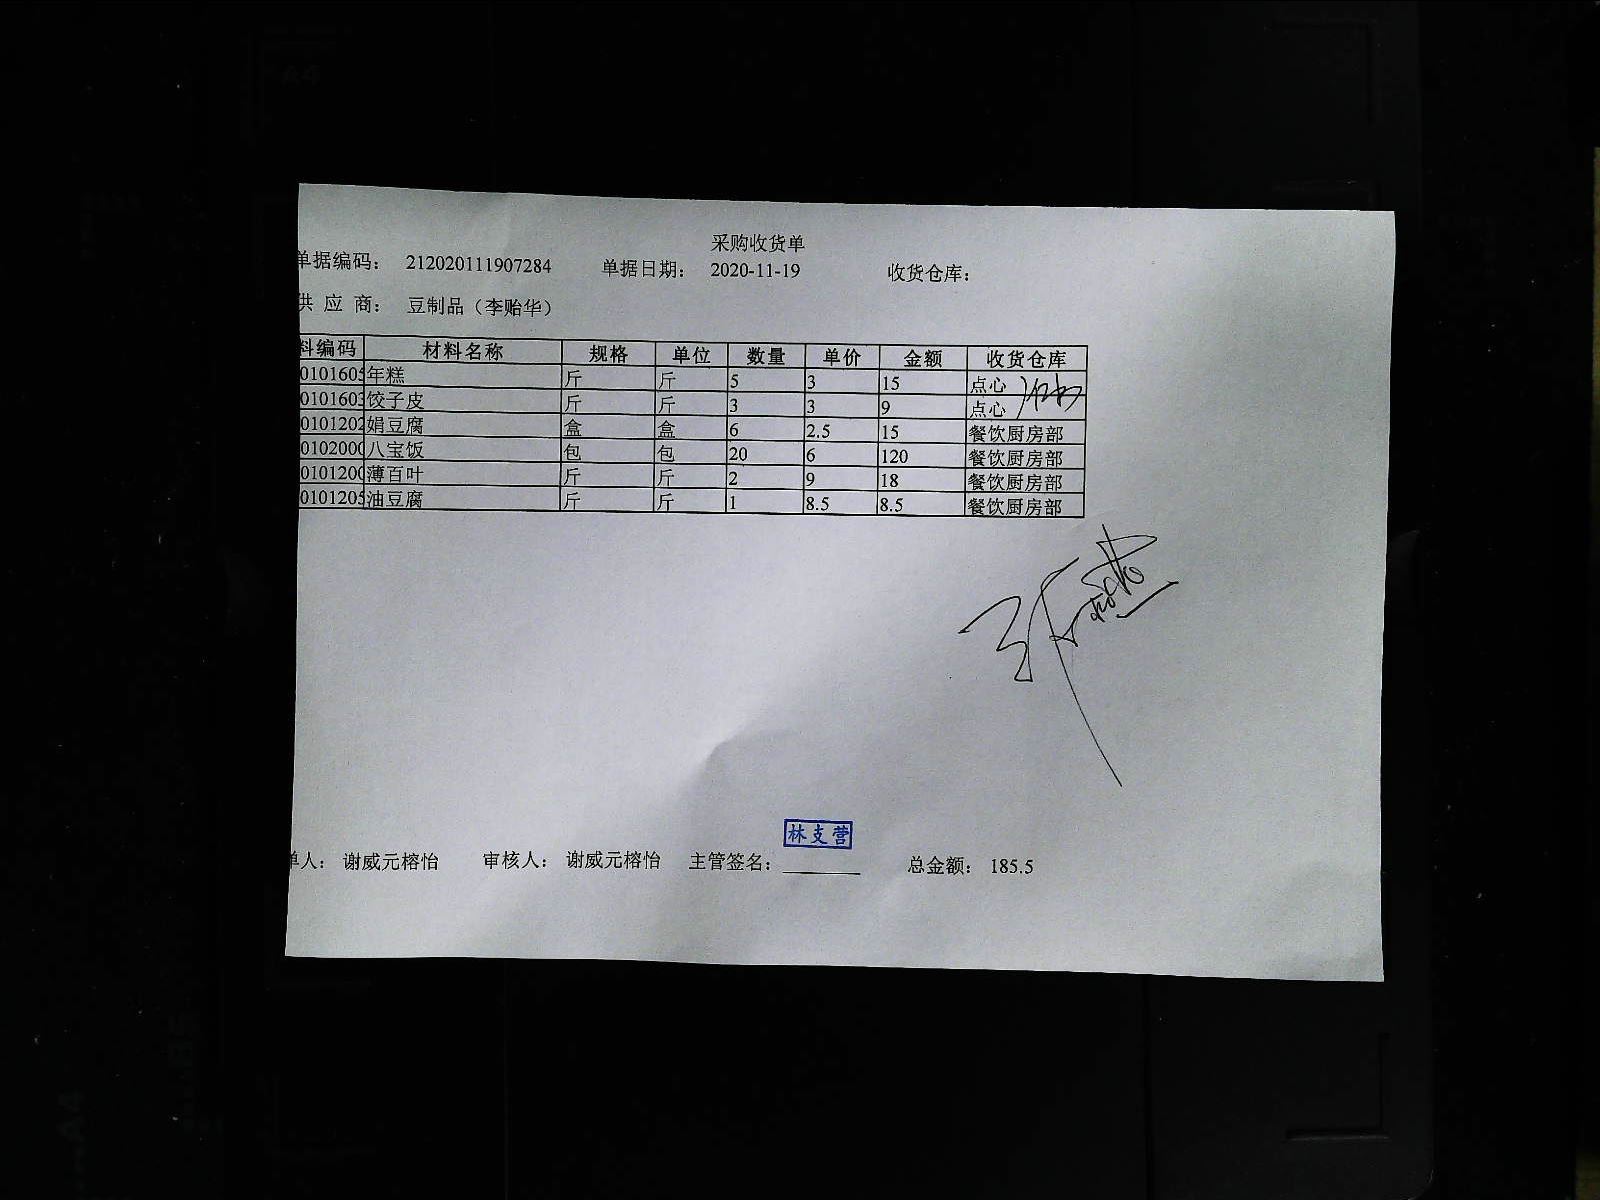 采购收货单
单据编码： 212020111907284 单据日期： 2020-11-19 收货仓库：
供 应 商： 豆制品（李贻华）
料编码 材料名称 规格 单位 数量 单价 金额 收货仓库
0101605 年糕 斤 斤 5 3 15 点心
0101603 饺子皮 斤 斤 3 3 9 点心
0101202 娟豆腐 盒 盒 6 2.5 15 餐饮厨房部
0102000 八宝饭 包 包 20 6 120 餐饮厨房部
0101200 薄百叶 斤 斤 2 9 18 餐饮厨房部
0101205 油豆腐 斤 斤 1 8.5 8.5 餐饮厨房部
林支营
单人： 谢威元榕怡 审核人： 谢威元榕怡 主管签名： 总金额： 185.5